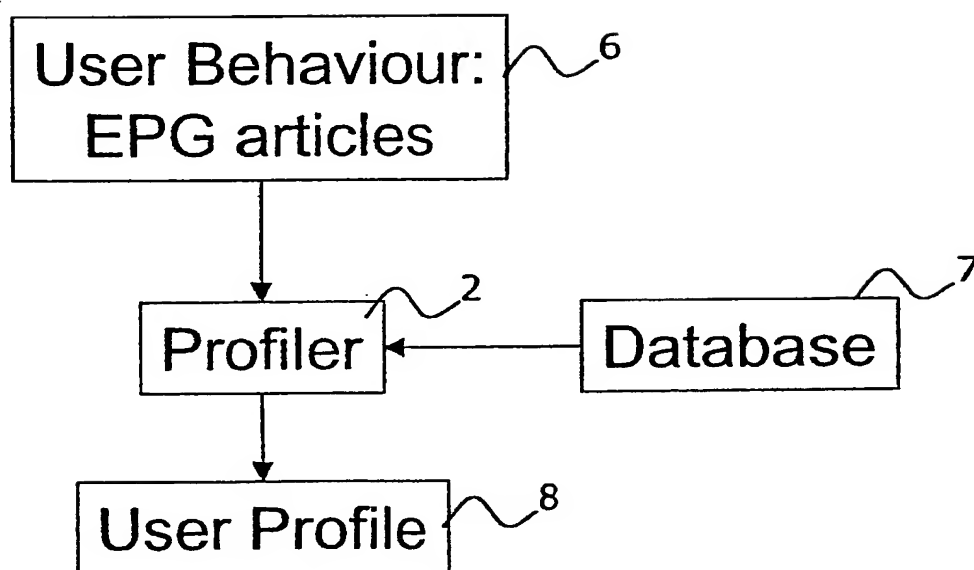 User Behaviour:
EPG articles
6
Profiler
2
Database
7
User Profile
8